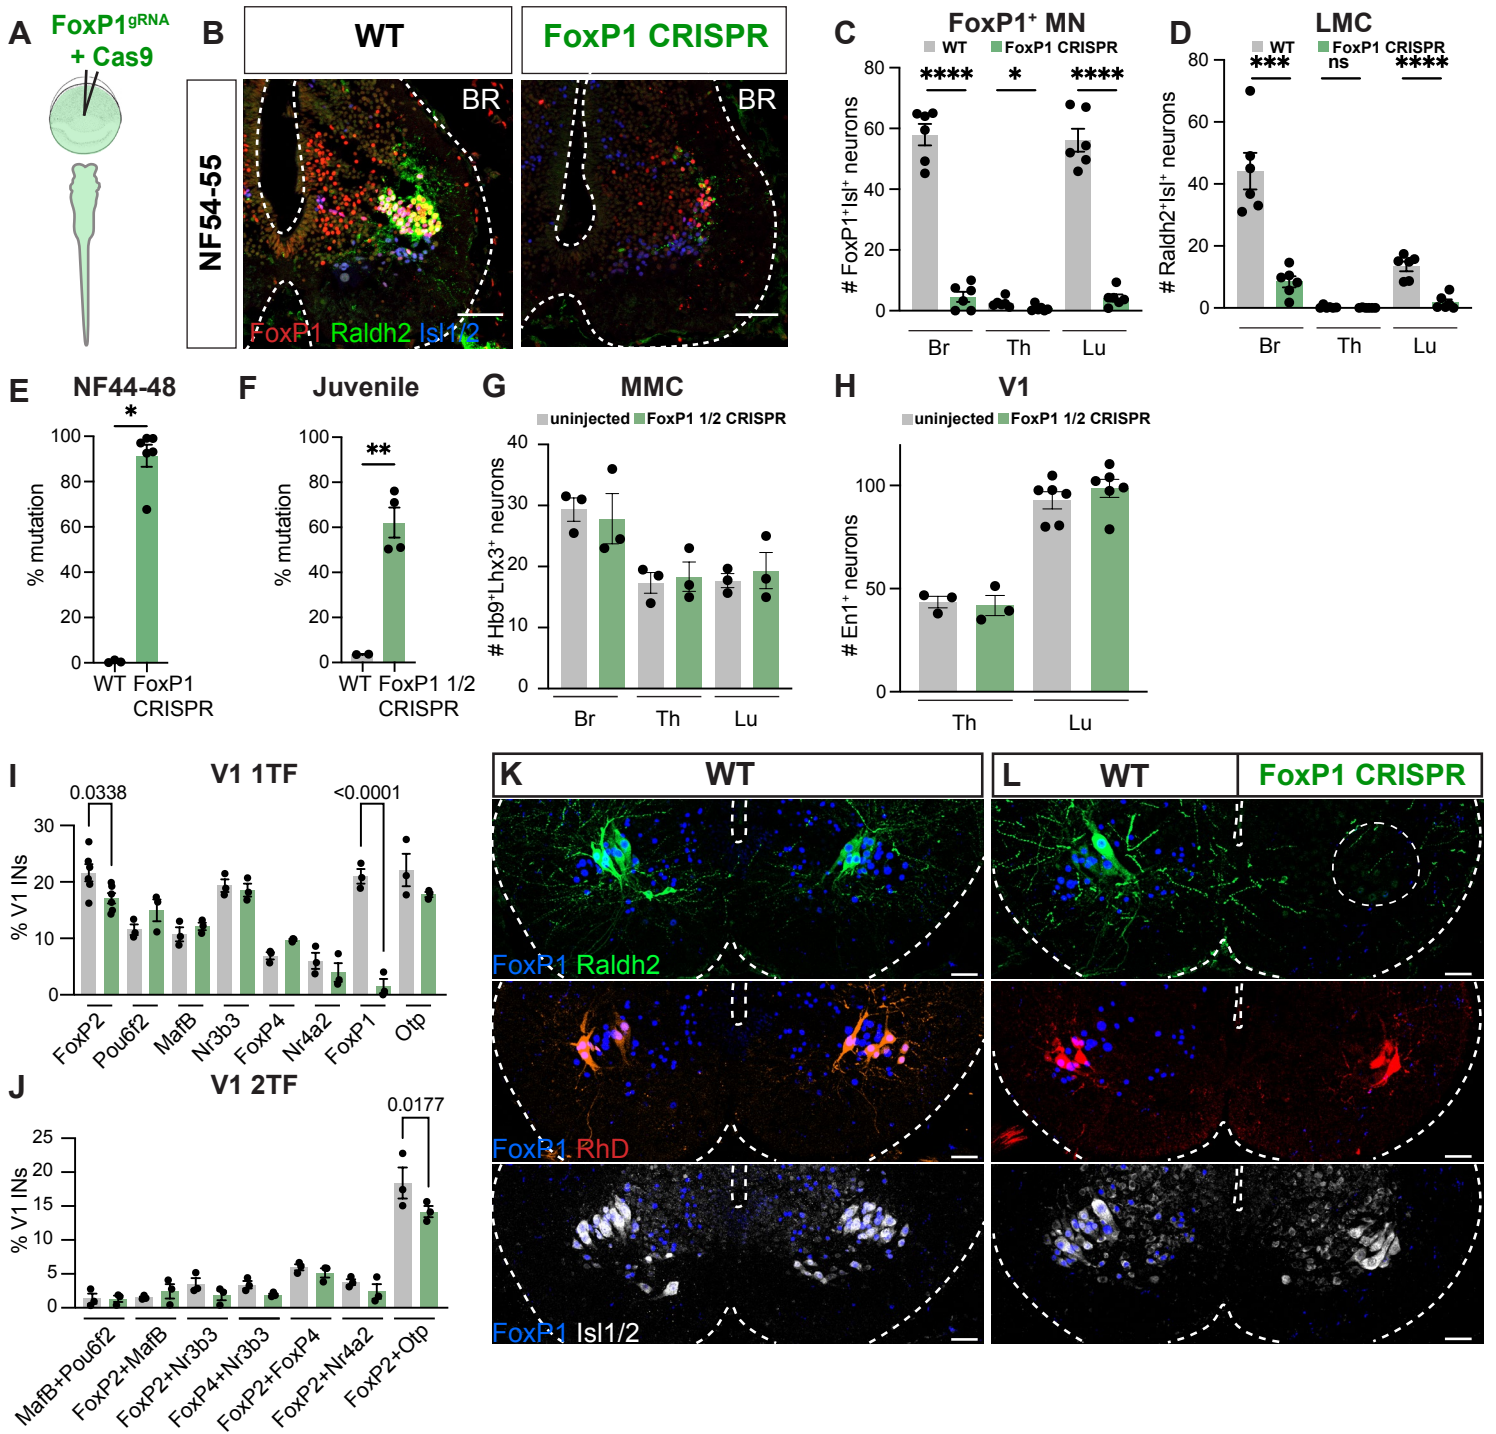 A
FoxP1gRNA
+ Cas9
B
WT
FoxP1 CRISPR
NF54-55
BR
BR
FoxP1 Raldh2 Isl1/2
C
FoxP1+ MN
WT
FoxP1 CRISPR
****
*
****
# FoxP1+Isl+ neurons
80
60
40
20
0
Br
Th
Lu
D
LMC
WT
FoxP1 CRISPR
***
ns
****
# Raldh2+Isl+ neurons
80
60
40
20
0
Br
Th
Lu
E
NF44-48
*
% mutation
100
80
60
40
20
0
WT
FoxP1
CRISPR
F
Juvenile
**
% mutation
100
80
60
40
20
0
WT
FoxP1 1/2
CRISPR
G
MMC
uninjected
FoxP1 1/2 CRISPR
# Hb9+Lhx3+ neurons
40
30
20
10
0
Br
Th
Lu
H
V1
uninjected
FoxP1 1/2 CRISPR
# En1+ neurons
100
50
0
Th
Lu
I
V1 1TF
0.0338
<0.0001
% V1 INs
30
20
10
0
FoxP2
Pou6f2
MafB
Nr3b3
FoxP4
Nr4a2
FoxP1
Otp
J
V1 2TF
0.0177
% V1 INs
25
20
15
10
5
0
MafB+Pou6f2
FoxP2+MafB
FoxP2+Nr3b3
FoxP4+Nr3b3
FoxP2+FoxP4
FoxP2+Nr4a2
FoxP2+Otp
K
WT
FoxP1 Raldh2
FoxP1 RhD
FoxP1 Isl1/2
L
WT
FoxP1 CRISPR